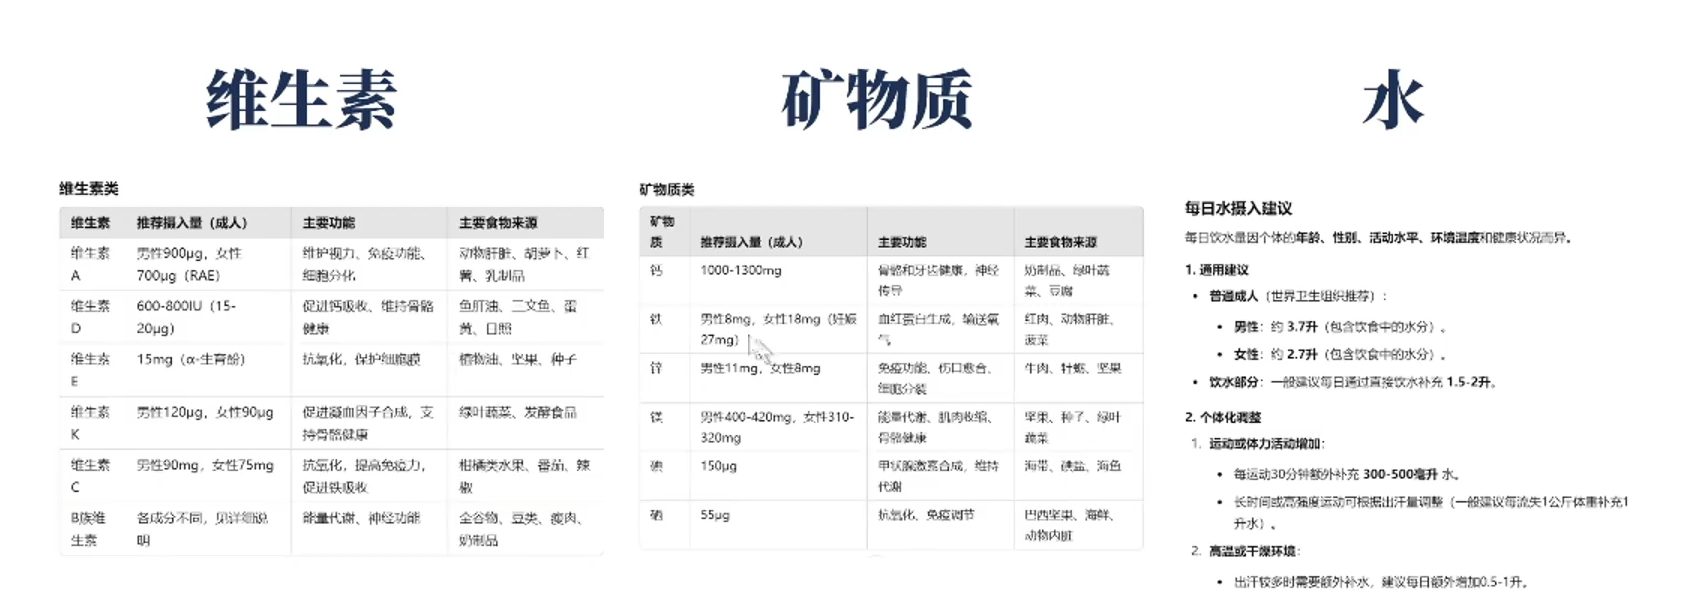 维生素
矿物质
水
维生素类
维生素 推荐摄入量（成人） 主要功能 主要食物来源
维生素 男性900μg，女性 维护视力、免疫功能、 动物肝脏、胡萝卜、红
A 700μg（RAE） 细胞分化 薯、乳制品
维生素 600-800IU（15- 促进钙吸收、维持骨骼 鱼肝油、三文鱼、蛋
D 20μg） 健康 黄、日照
维生素 15mg（α-生育酚） 抗氧化，保护细胞膜 植物油、坚果、种子
E
维生素 男性120μg，女性90μg 促进凝血因子合成，支 绿叶蔬菜、发酵食品
K 持骨骼健康
维生素 男性90mg，女性75mg 抗氧化，提高免疫力， 柑橘类水果、番茄、辣
C 促进铁吸收 椒
B族维 各成分不同，见详细说 能量代谢、神经功能 全谷物、豆类、瘦肉、
生素 明 奶制品
矿物质类
矿物
质 推荐摄入量（成人） 主要功能 主要食物来源
钙 1000-1300mg 骨骼和牙齿健康，神经 奶制品、绿叶蔬
传导 菜、豆腐
铁 男性8mg，女性18mg（妊娠 血红蛋白生成，输送氧 红肉、动物肝脏、
27mg） 气 菠菜
锌 男性11mg，女性8mg 免疫功能、伤口愈合、 牛肉、牡蛎、坚果
细胞分裂
镁 男性400-420mg，女性310- 能量代谢、肌肉收缩、 坚果、种子、绿叶
320mg 骨骼健康 蔬菜
碘 150μg 甲状腺激素合成，维持 海带、碘盐、海鱼
代谢
硒 55μg 抗氧化、免疫调节 巴西坚果、海鲜、
动物内脏
每日水摄入建议
每日饮水量因个体的年龄、性别、活动水平、环境温度和健康状况而异。
1. 通用建议
• 普通成人（世界卫生组织推荐）：
• 男性：约 3.7升（包含饮食中的水分）。
• 女性：约 2.7升（包含饮食中的水分）。
• 饮水部分：一般建议每日通过直接饮水补充 1.5-2升。
2. 个体化调整
1. 运动或体力活动增加：
• 每运动30分钟额外补充 300-500毫升 水。
• 长时间或高强度运动可根据出汗量调整（一般建议每流失1公斤体重补充1
升水）。
2. 高温或干燥环境：
• 出汗较多时需要额外补水，建议每日额外增加0.5-1升。